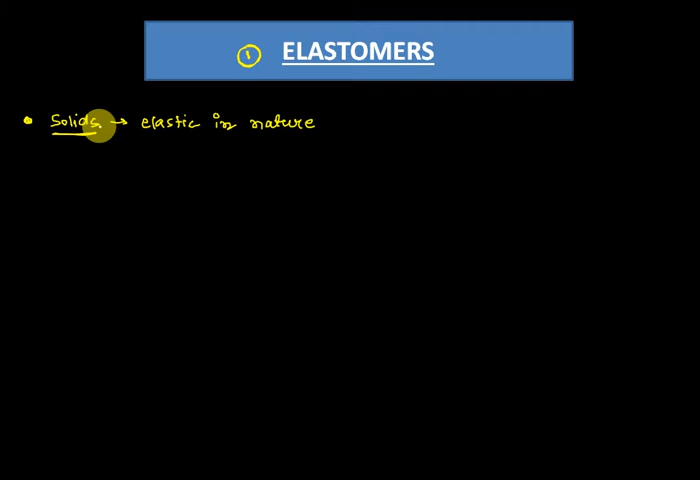 ① ELASTOMERS
• Solids → elastic in nature